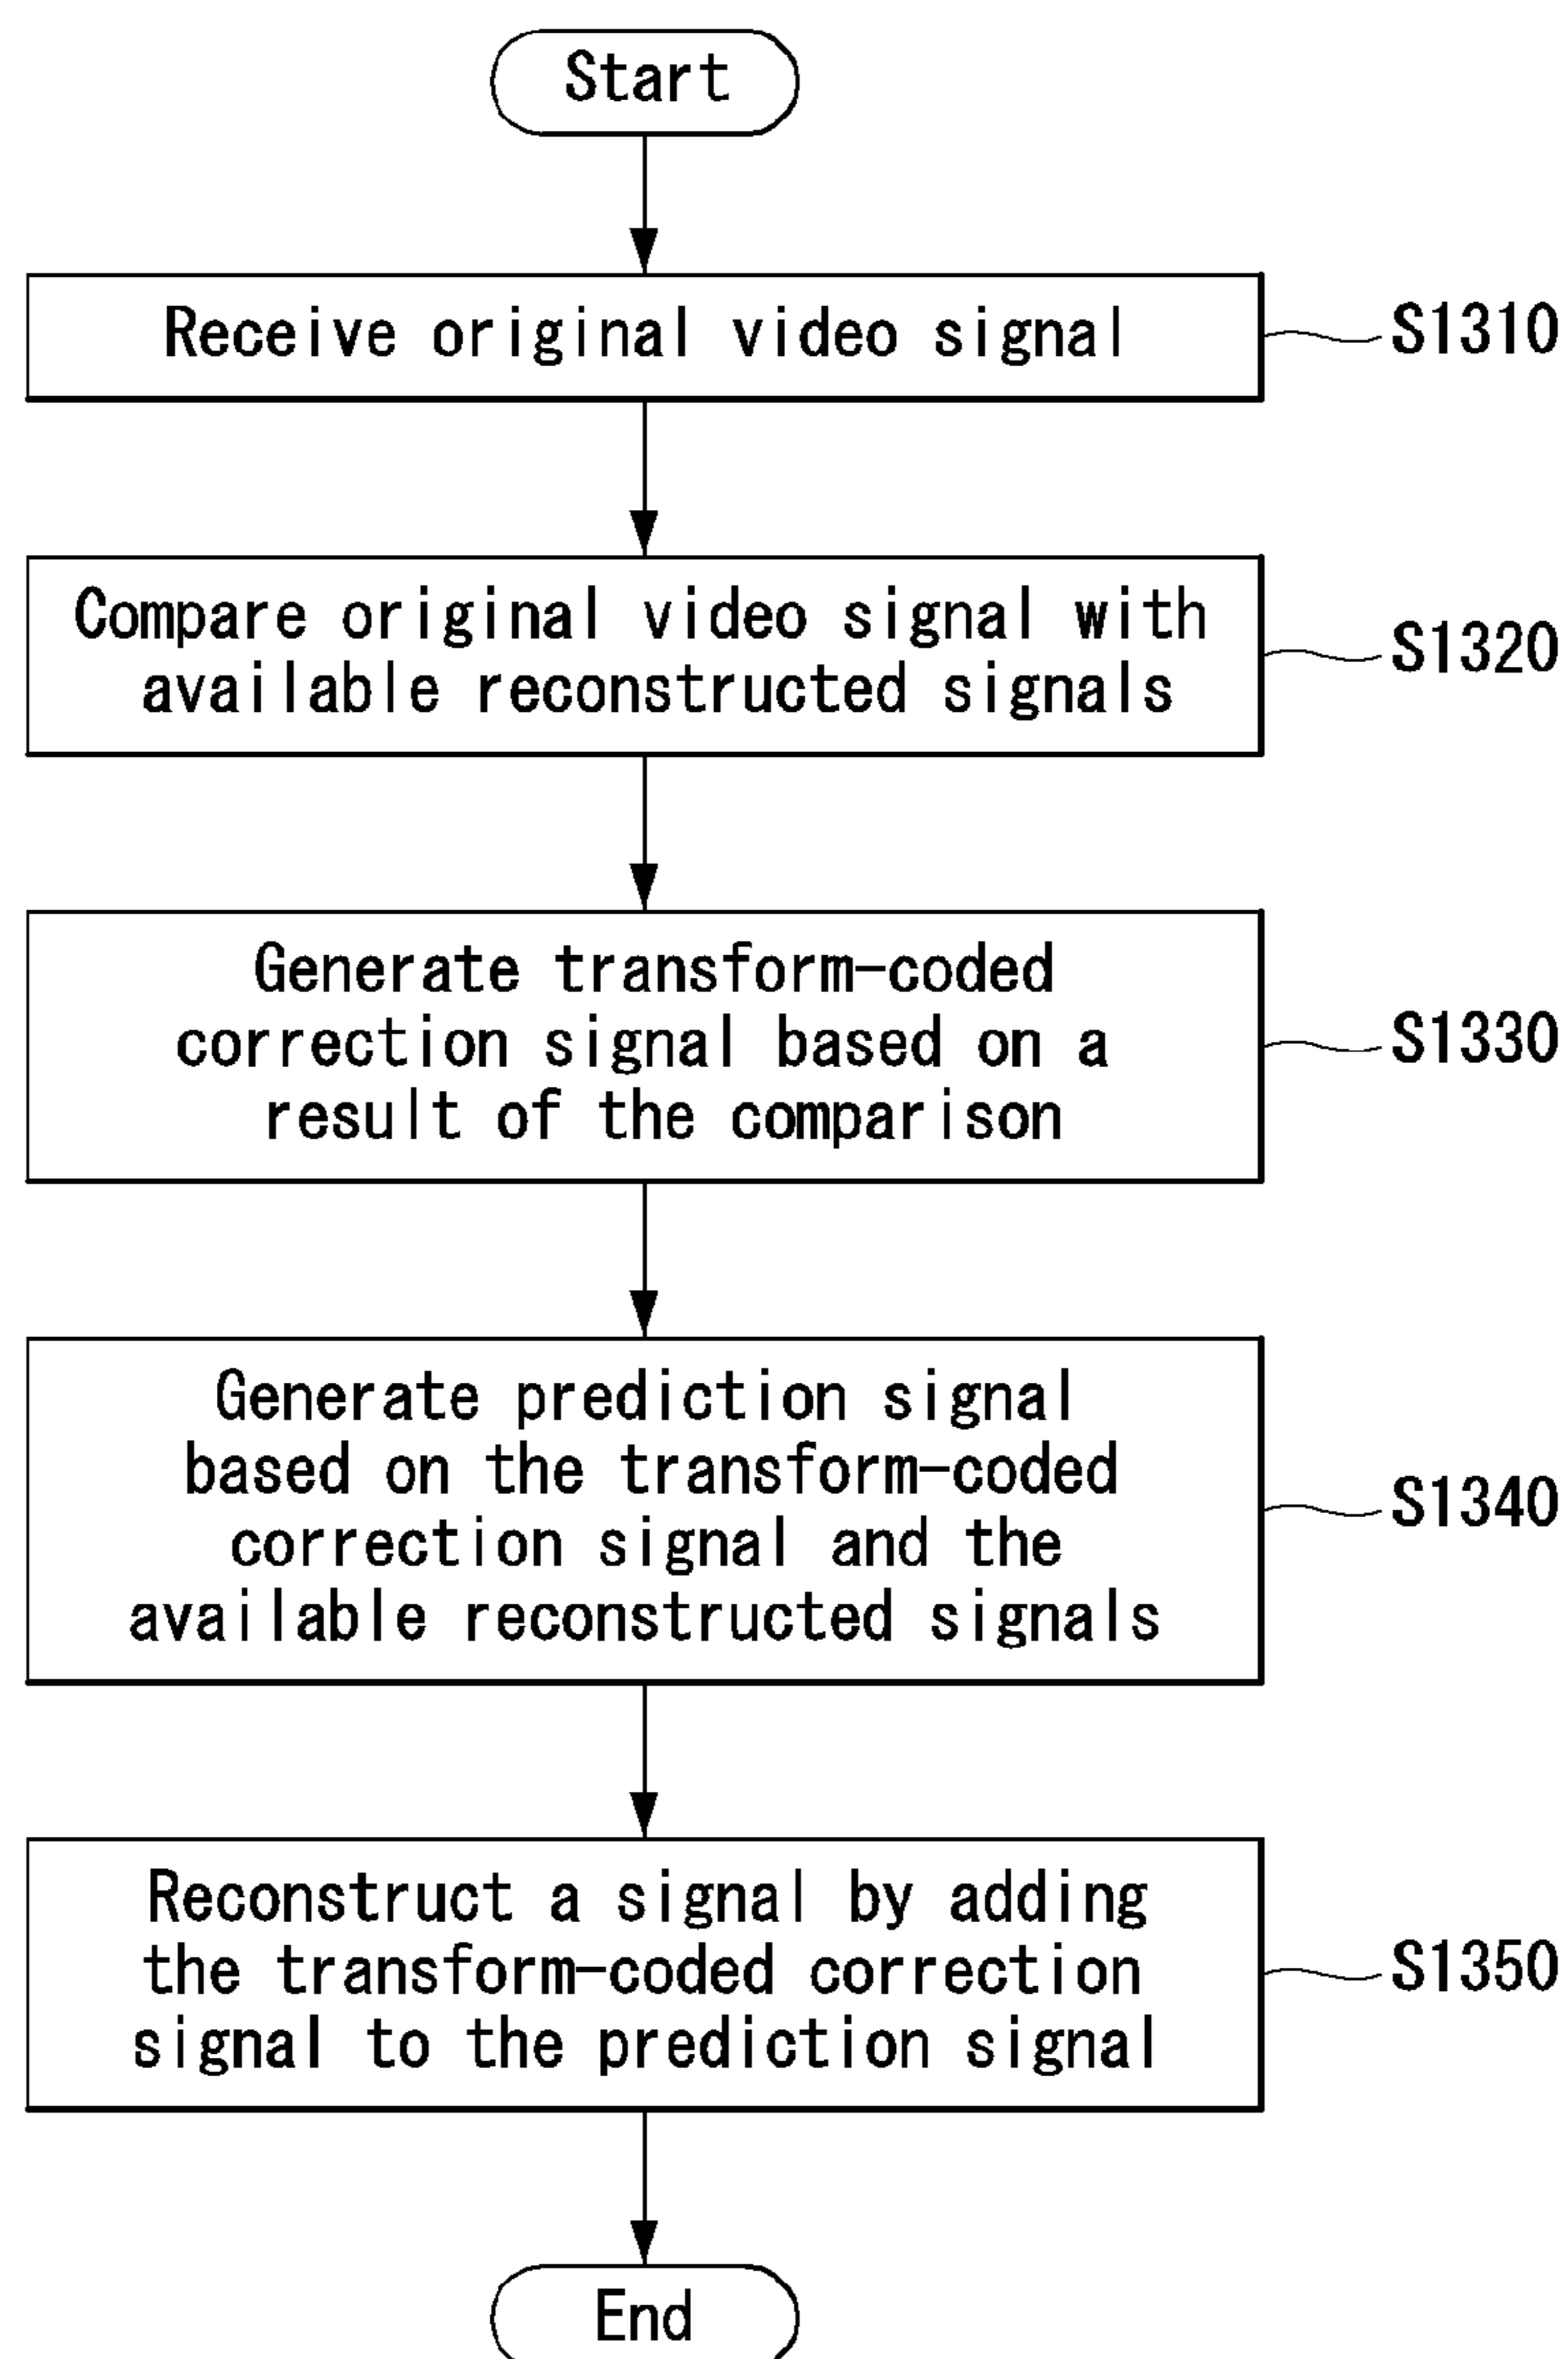 Start
Receive original video signal
S1310
Compare original video signal with
available reconstructed signals
S1320
Generate transform-coded
correction signal based on a
result of the comparison
S1330
Generate prediction signal
based on the transform-coded
correction signal and the
available reconstructed signals
S1340
Reconstruct a signal by adding
the transform-coded correction
signal to the prediction signal
S1350
End